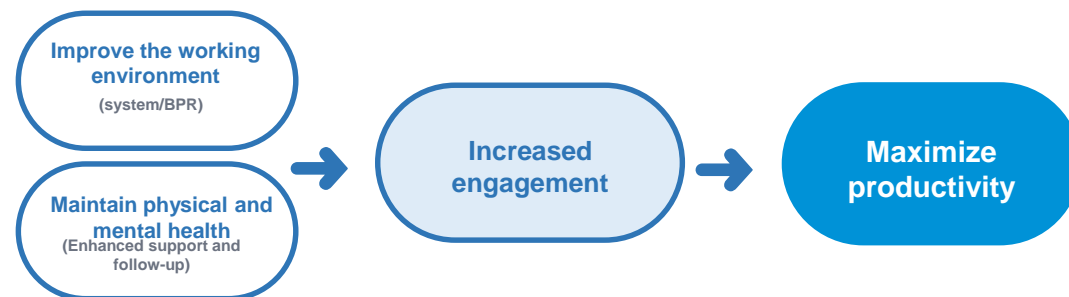 Improve the working
environment
(system/BPR)
Maintain physical and
mental health
(Enhanced support and
follow-up)
Increased
engagement
Maximize
productivity